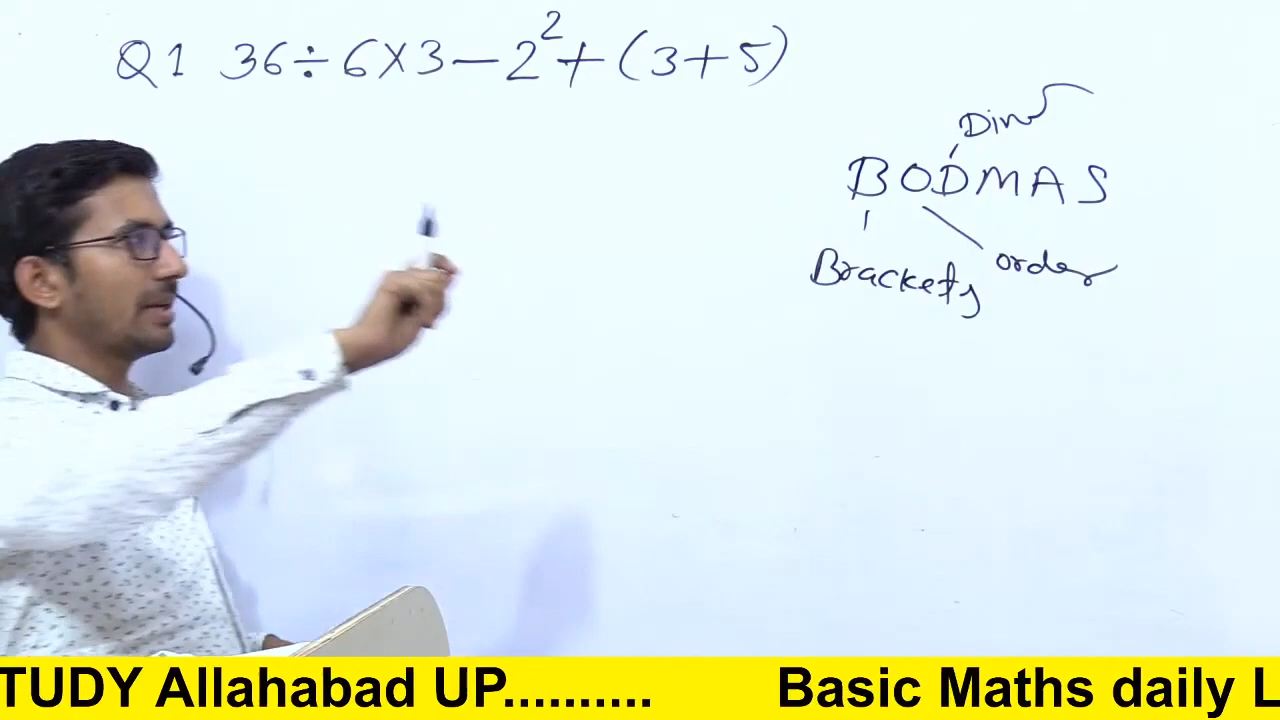 Q1 36÷6×3-2²+(3+5)
Div
BODMAS
Brackets order
TUDY Allahabad UP.......... Basic Maths daily L